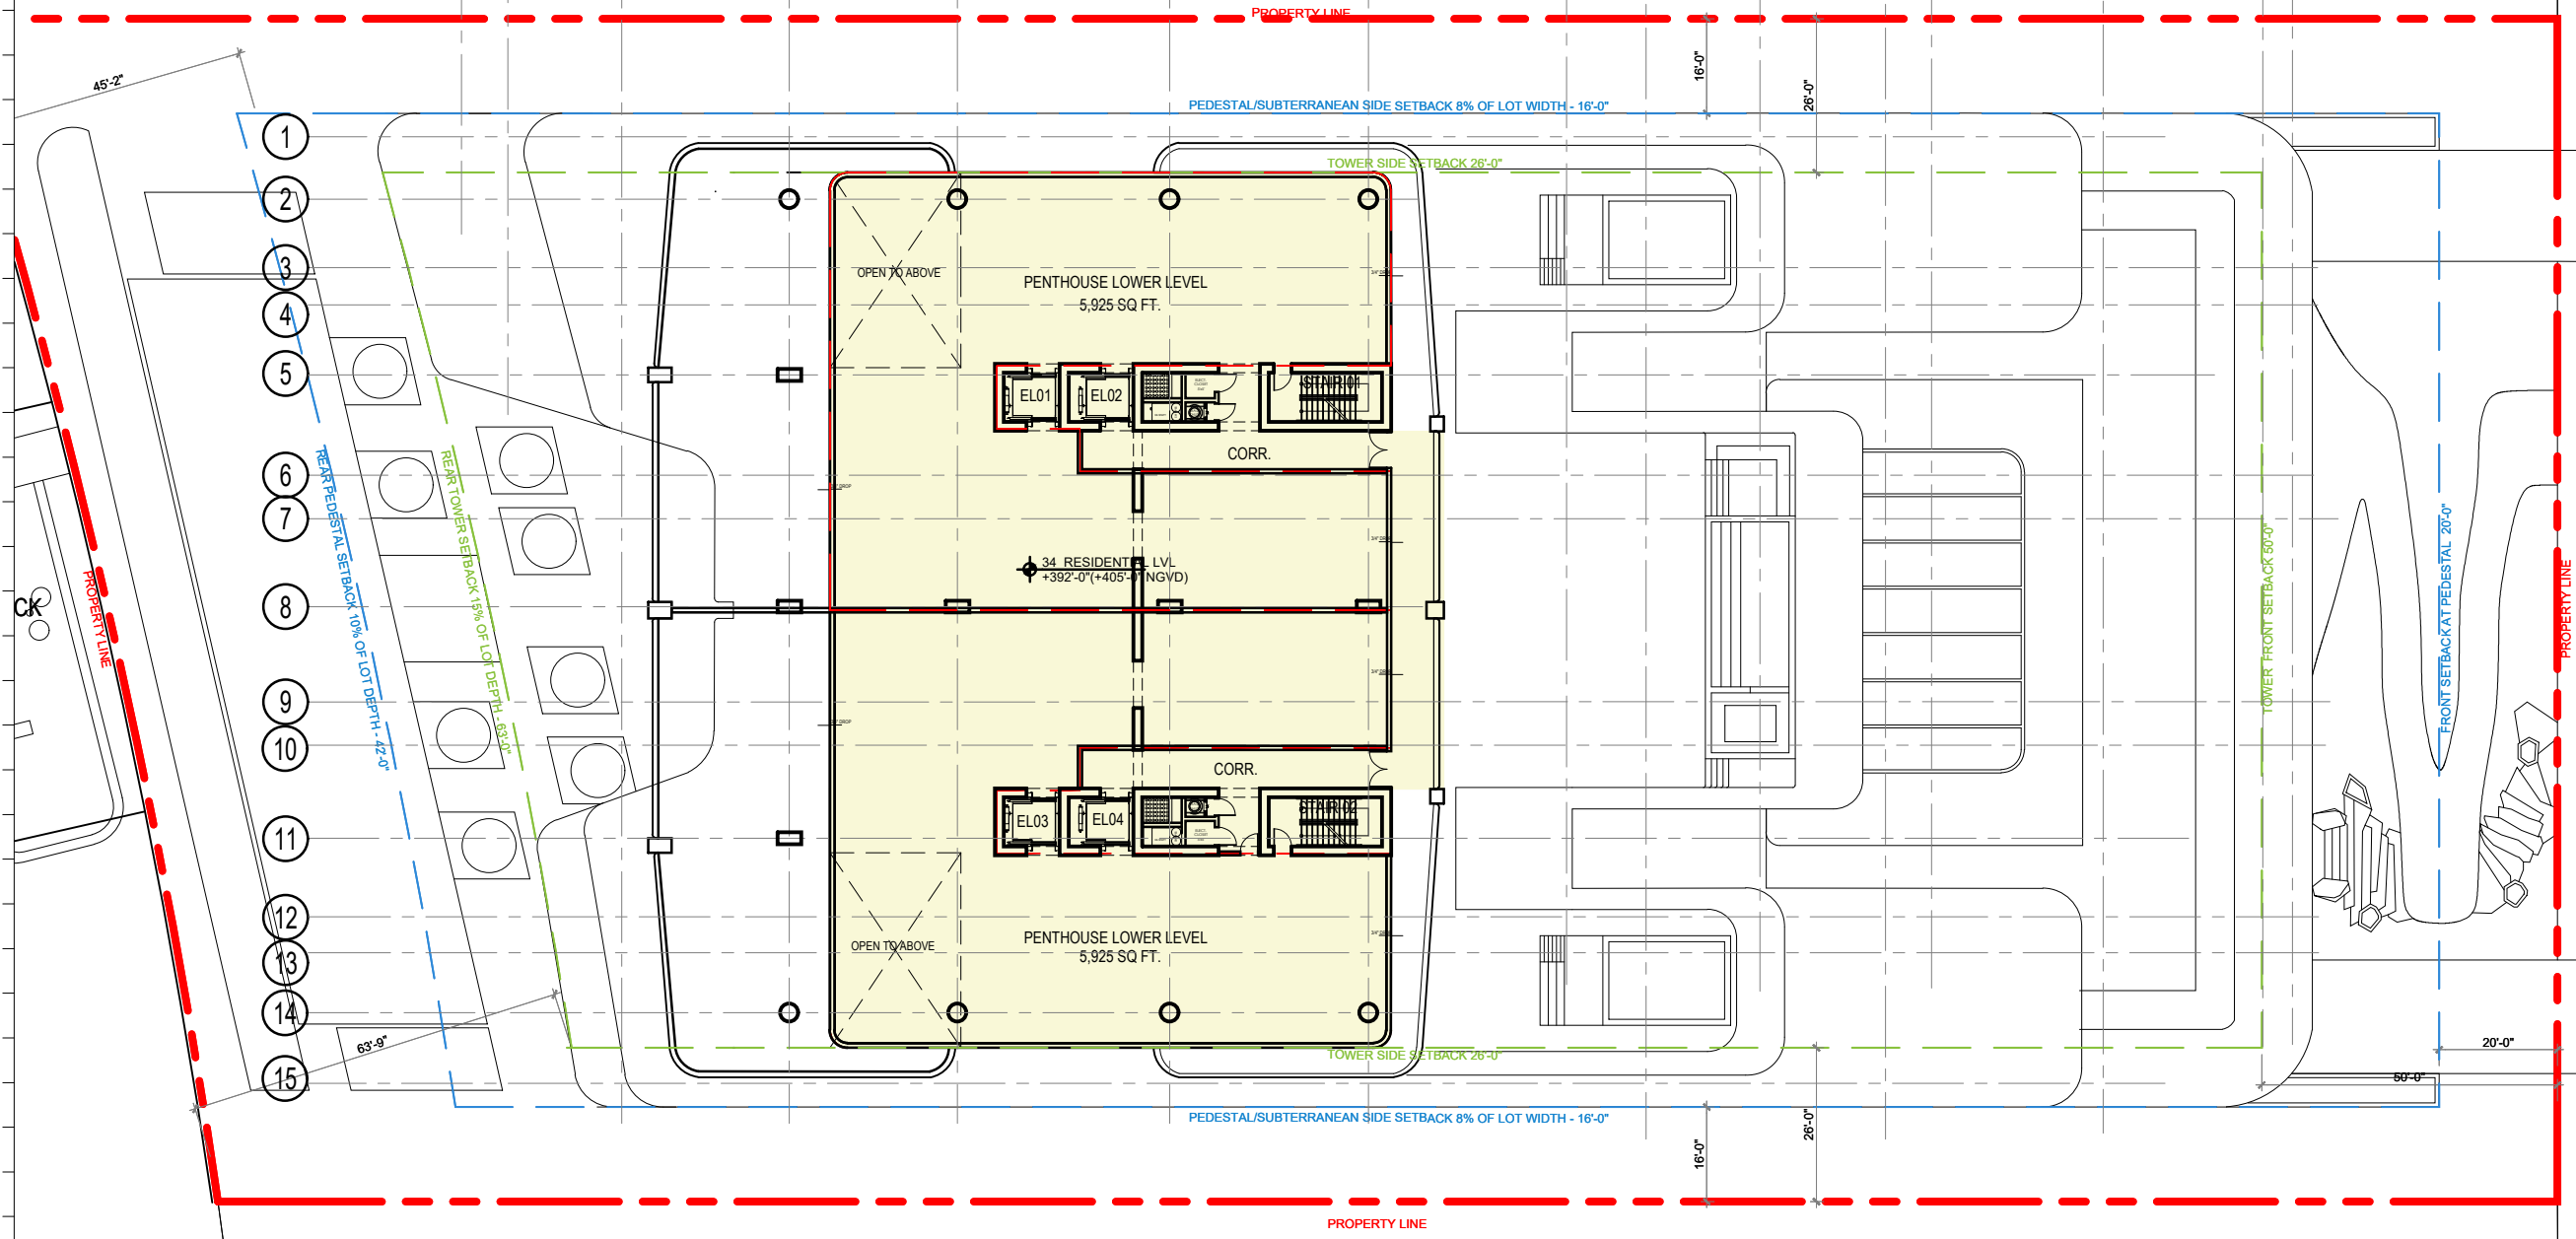 PROPERTY LINE
45'-2"
16'-0"
26'-0"
PEDESTAL/SUBTERRANEAN SIDE SETBACK 8% OF LOT WIDTH - 16'-0"
1
TOWER SIDE SETBACK 26'-0"
2
3
OPEN TO ABOVE
PENTHOUSE LOWER LEVEL
5,925 SQ FT.
4
5
EL01
EL02
STAIR 01
CORR.
6
7
REAR PEDESTAL SETBACK 10% OF LOT DEPTH - 42'-0"
REAR TOWER SETBACK 15% OF LOT DEPTH - 63'-0"
34 RESIDENTIAL LVL
+392'-0"(+405'-0" NGVD)
PROPERTY LINE
CK
8
TOWER FRONT SETBACK 50'-0"
FRONT SETBACK AT PEDESTAL 20'-0"
PROPERTY LINE
9
10
CORR.
11
EL03
EL04
STAIR 02
12
OPEN TO ABOVE
PENTHOUSE LOWER LEVEL
5,925 SQ FT.
13
14
63'-9"
TOWER SIDE SETBACK 26'-0"
20'-0"
15
50'-0"
PEDESTAL/SUBTERRANEAN SIDE SETBACK 8% OF LOT WIDTH - 16'-0"
16'-0"
26'-0"
PROPERTY LINE